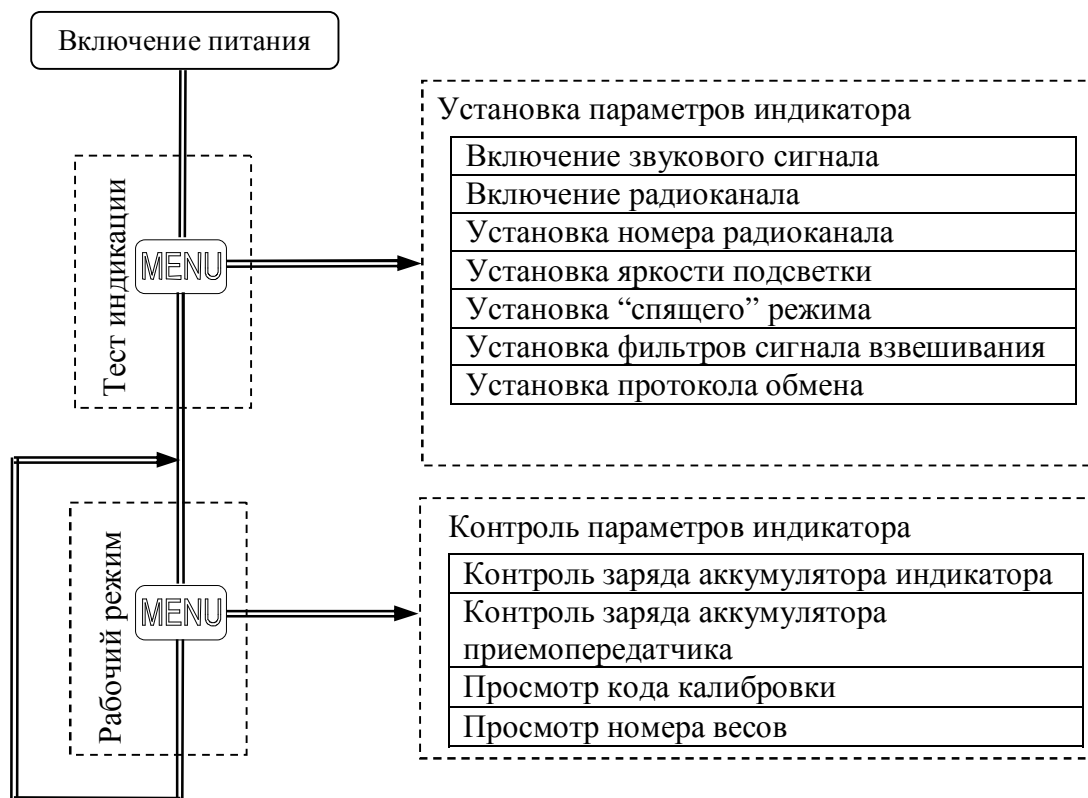 Включение питания
Тест индикации
MENU
Установка параметров индикатора
Включение звукового сигнала
Включение радиоканала
Установка номера радиоканала
Установка яркости подсветки
Установка “спящего” режима
Установка фильтров сигнала взвешивания
Установка протокола обмена
Рабочий режим
MENU
Контроль параметров индикатора
Контроль заряда аккумулятора индикатора
Контроль заряда аккумулятора
приемопередатчика
Просмотр кода калибровки
Просмотр номера весов